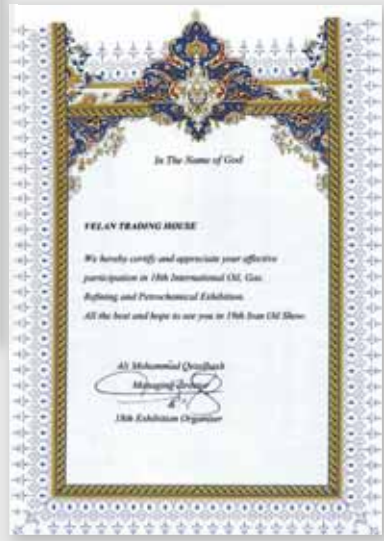 In The Name of God
VELAN TRADING HOUSE
We hereby certify and appreciate your effective
participation in 18th International Oil, Gas
Refining and Petrochemical Exhibition.
All the best and hope to see you in 19th Iran Oil Show.
Ali Mohammad
Managing director
18th Exhibition Organiser